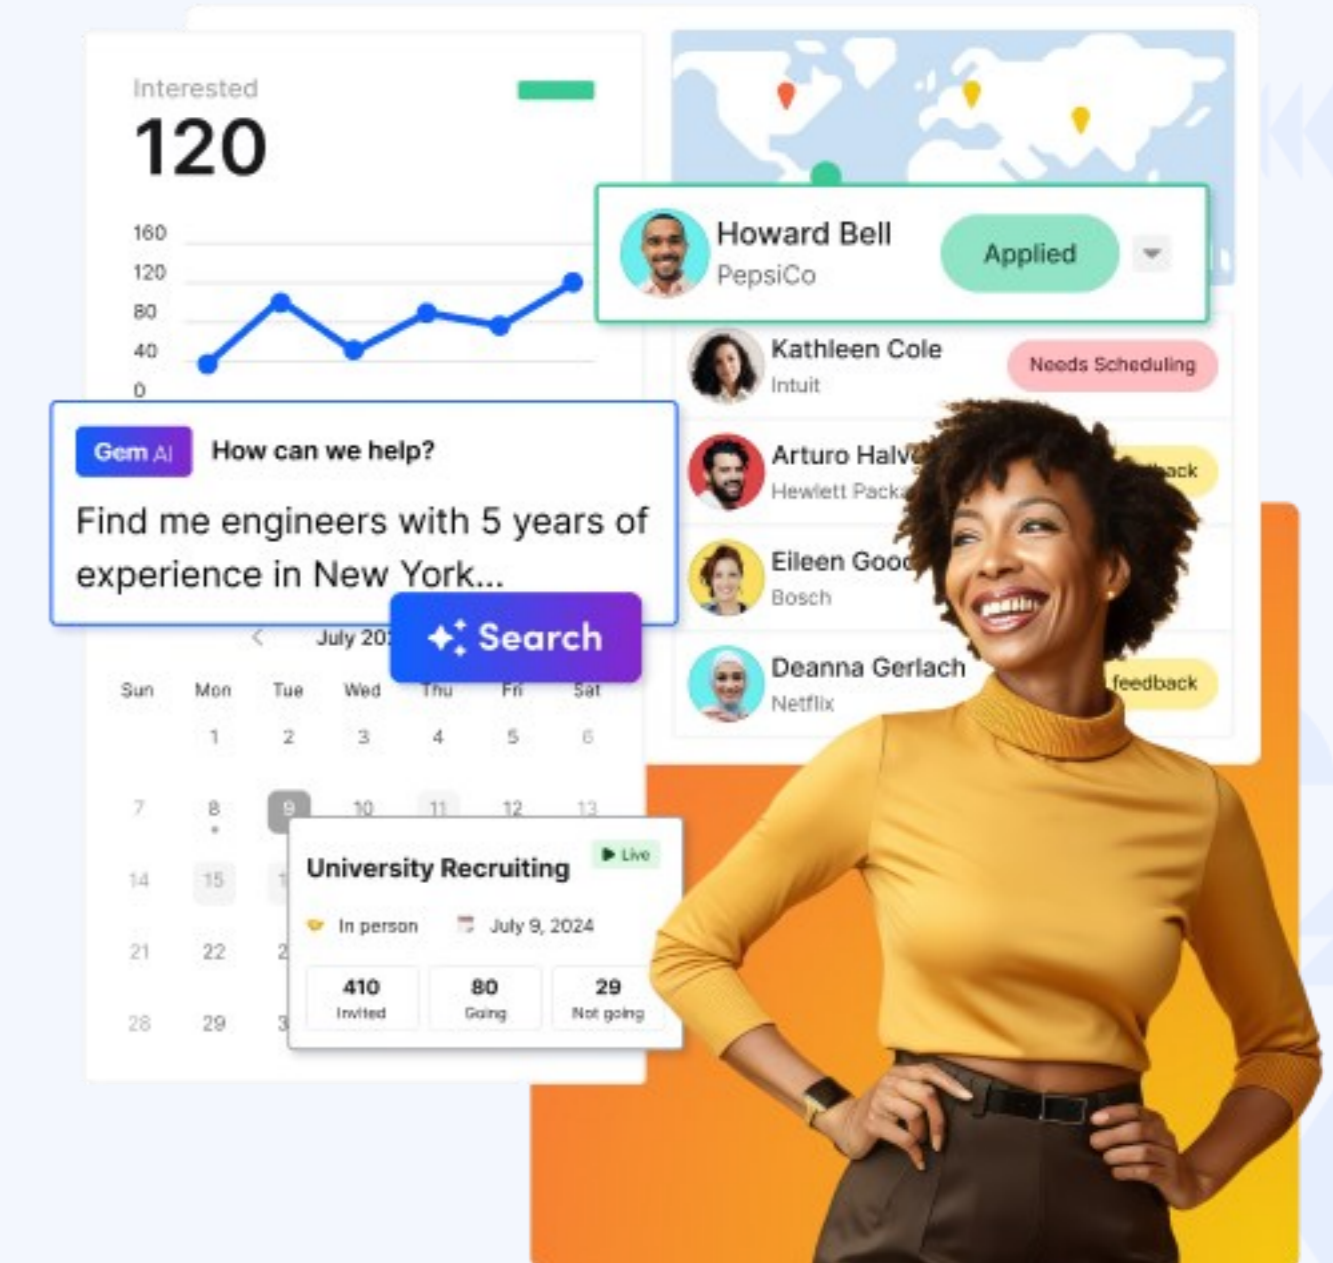 Interested
120
160
120
80
40
0
Howard Bell
PepsiCo
Applied
Kathleen Cole
Intuit
Needs Scheduling
Arturo
Hewlett
Eileen
Bosch
Deanna Gerlach
Netflix
feedback
Gem AI How can we help?
Find me engineers with 5 years of
experience in New York...
Search
July
Sun Mon Tue Wed Thu Fri Sat
1 2 3 4 5 6
7 8 9 10 11 12 13
14 15
21 22
28 29
University Recruiting
Live
In person July 9, 2024
410 80 29
Invited Going Not going